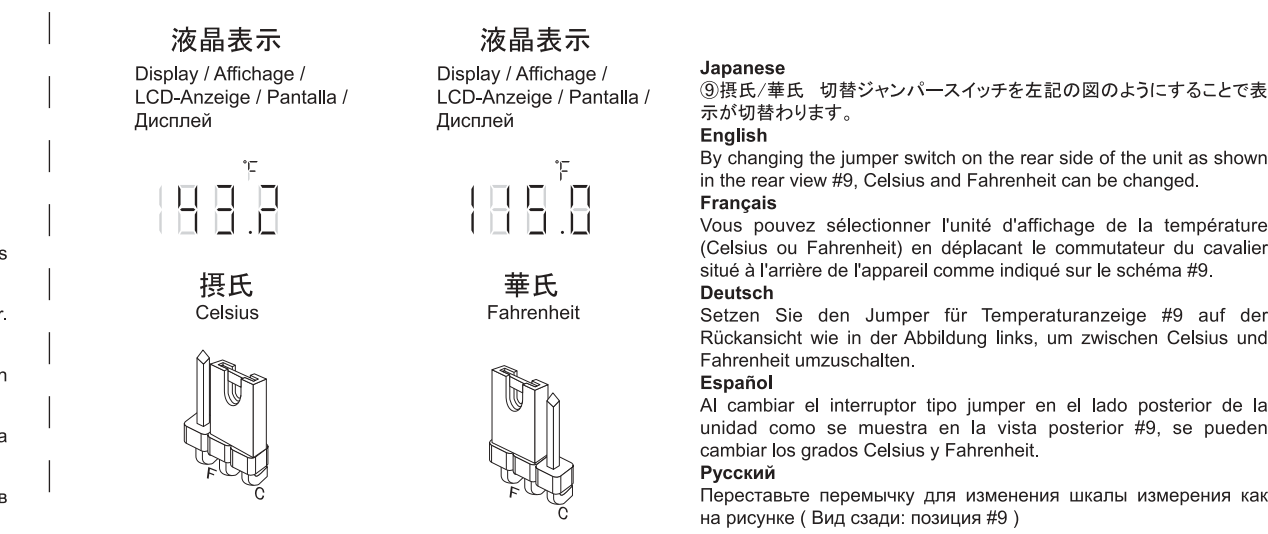 液晶表示
Display / Affichage /
LCD-Anzeige / Pantalla /
Дисплей
°F
43.2
摂氏
Celsius
F
C
液晶表示
Display / Affichage /
LCD-Anzeige / Pantalla /
Дисплей
°F
115.0
華氏
Fahrenheit
F
C
s
r.
n
a
в
Japanese
⑨摂氏/華氏 切替ジャンパースイッチを左記の図のようにすることで表
示が切替わります。
English
By changing the jumper switch on the rear side of the unit as shown
in the rear view #9, Celsius and Fahrenheit can be changed.
Français
Vous pouvez sélectionner l'unité d'affichage de la température
(Celsius ou Fahrenheit) en déplacant le commutateur du cavalier
situé à l'arrière de l'appareil comme indiqué sur le schéma #9.
Deutsch
Setzen Sie den Jumper für Temperaturanzeige #9 auf der
Rückansicht wie in der Abbildung links, um zwischen Celsius und
Fahrenheit umzuschalten.
Español
Al cambiar el interruptor tipo jumper en el lado posterior de la
unidad como se muestra en la vista posterior #9, se pueden
cambiar los grados Celsius y Fahrenheit.
Русский
Переставьте перемычку для изменения шкалы измерения как
на рисунке ( Вид сзади: позиция #9 )